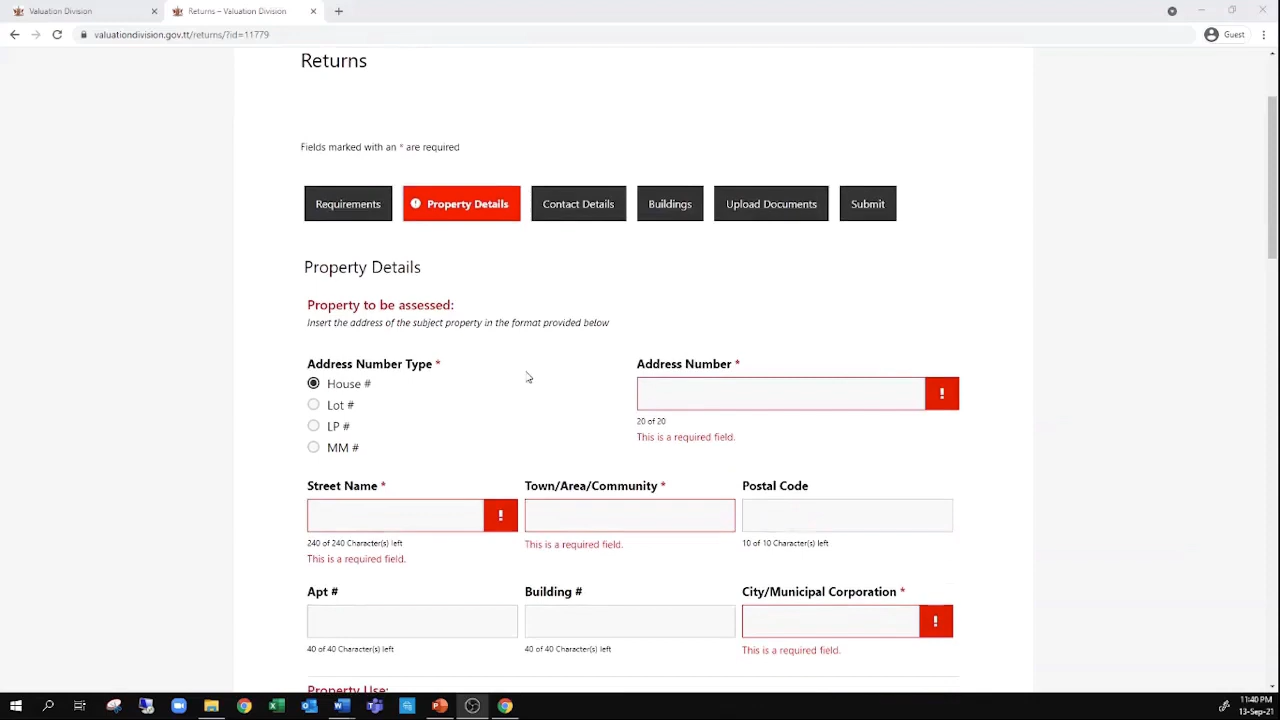 Valuation Division
Returns – Valuation Division
valuationdivision.gov.tt/returns/?id=11779
Guest
Returns
Fields marked with an * are required
Requirements
Property Details
Contact Details
Buildings
Upload Documents
Submit
Property Details
Property to be assessed:
Insert the address of the subject property in the format provided below
Address Number Type *
House #
Lot #
LP #
MM #
Address Number *
20 of 20
This is a required field.
Street Name *
240 of 240 Character(s) left
This is a required field.
Town/Area/Community *
This is a required field.
Postal Code
10 of 10 Character(s) left
Apt #
40 of 40 Character(s) left
Building #
40 of 40 Character(s) left
City/Municipal Corporation *
This is a required field.
Property Use:
11:40 PM
13-Sep-21